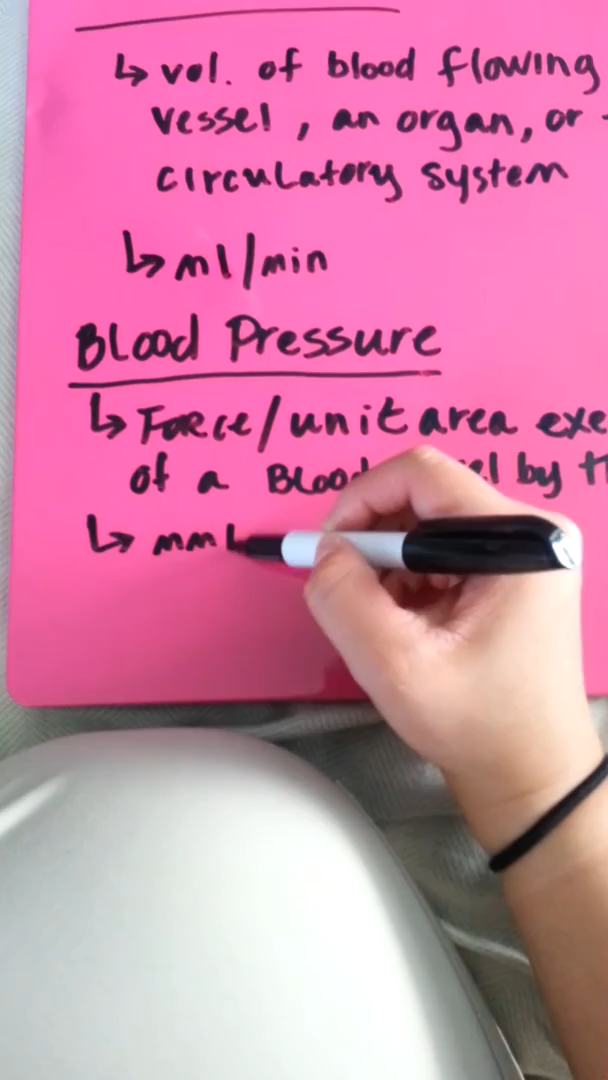 ↳ vol. of blood flowing
vessel, an organ, or
circulatory system
↳ ml/min
Blood Pressure
↳ Force/unit area exe
of a Blood by th
↳ mm